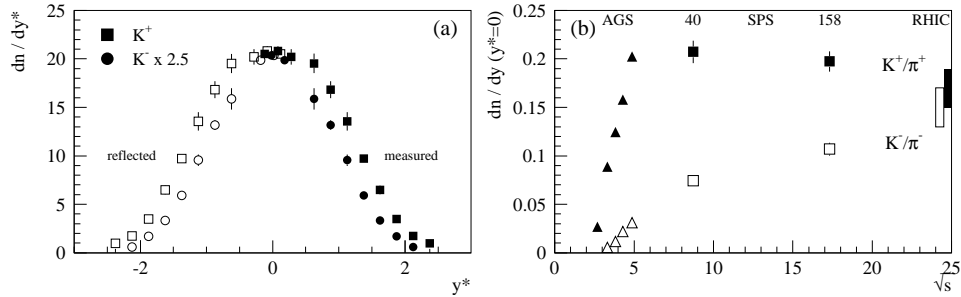 dn / dy*
30
25
20
15
10
5
0
K+
K- x 2.5
(a)
reflected
measured
-2
0
2
y*
dn / dy (y*=0)
0.25
0.2
0.15
0.1
0.05
0
(b)
AGS 40 SPS 158 RHIC
K+/π+
K-/π-
0 5 10 15 20 25
√s